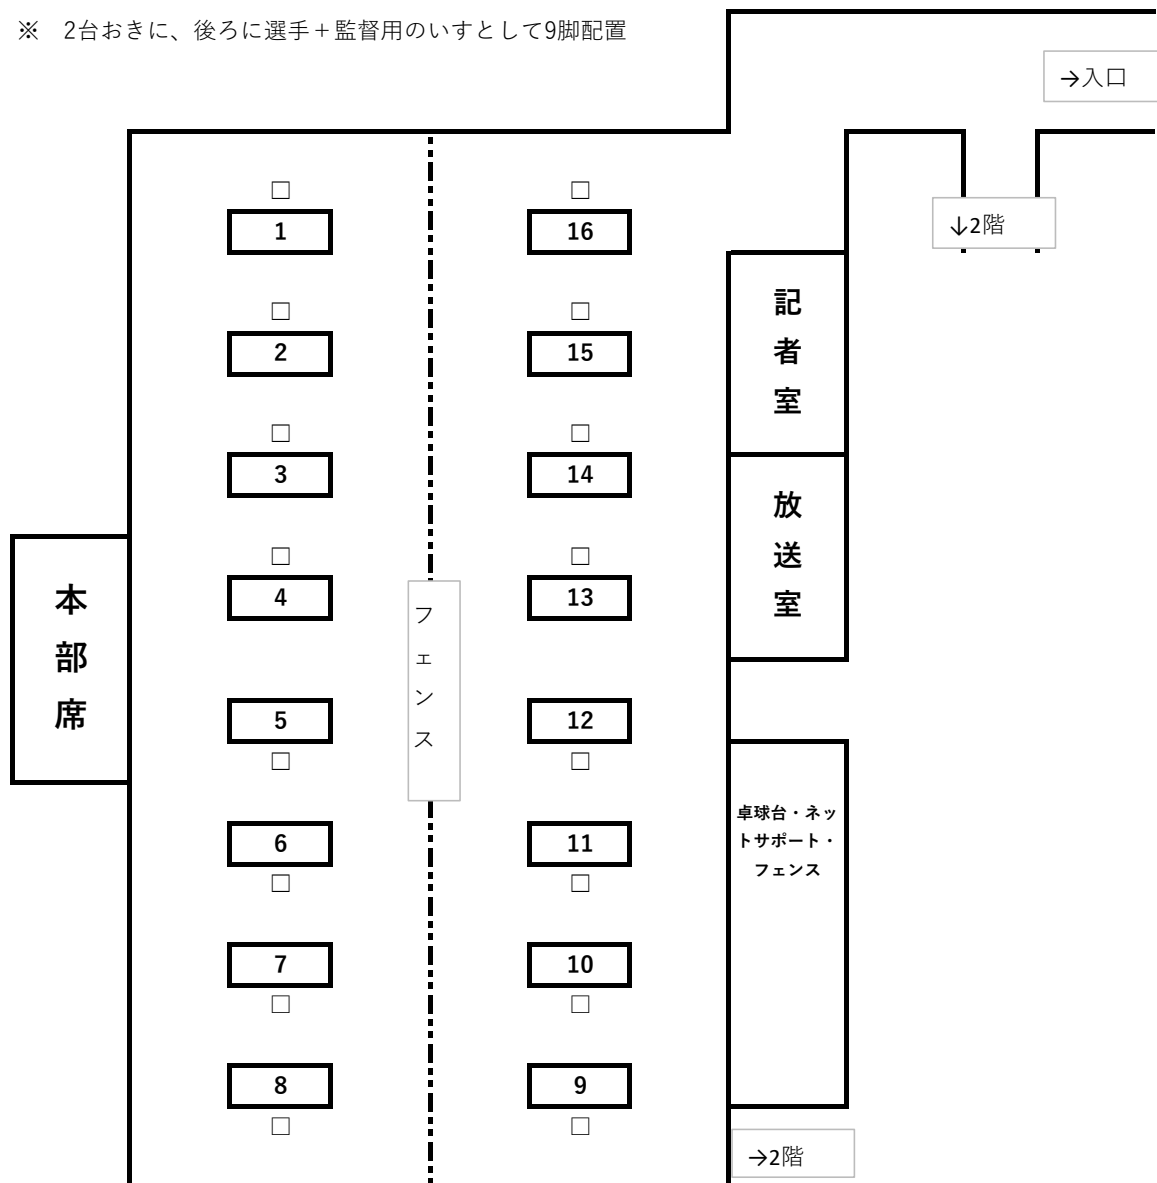 ※　2台おきに、後ろに選手＋監督用のいすとして9脚配置
→入口
↓2階
1
16
2
15
3
14
4
13
5
12
6
11
7
10
8
9
記者室
放送室
本部席
フェンス
卓球台・ネッ
トサポート・
フェンス
→2階